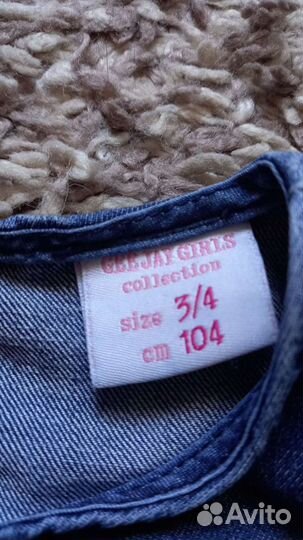 GEEJAY GIRLS
collection
size 3/4
cm 104
Avito